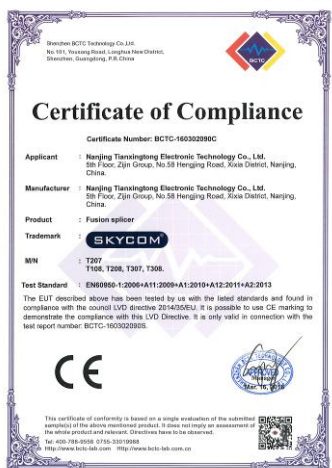 Shenzhen BCTC Technology Co.,Ltd.
No.101, Yousong Road, Longhua New District,
Shenzhen, Guangdong, P.R.China
BCTC
Certificate of Compliance
Certificate Number: BCTC-160302090C
Applicant : Nanjing Tianxingtong Electronic Technology Co., Ltd.
5th Floor, Zijin Group, No.58 Hengjing Road, Xixia District, Nanjing,
China.
Manufacturer : Nanjing Tianxingtong Electronic Technology Co., Ltd.
5th Floor, Zijin Group, No.58 Hengjing Road, Xixia District, Nanjing,
China.
Product : Fusion splicer
Trademark : SKYCOM
M/N : T207
T108, T208, T307, T308.
Test Standard : EN60950-1:2006+A11:2009+A1:2010+A12:2011+A2:2013
The EUT described above has been tested by us with the listed standards and found in
compliance with the council LVD directive 2014/35/EU. It is possible to use CE marking to
demonstrate the compliance with this LVD Directive. It is only valid in connection with the
test report number: BCTC-160302090S.
CE
APPROVED
Manager
Mar. 16, 2016
This certificate of conformity is based on a single evaluation of the submitted
sample(s) of the above mentioned product. It does not imply an assessment of
the whole product and relevant. Directives have to be observed.
Tel: 400-788-9558 0755-33019988
Http://www.bctc-lab.com Http://www.bctc-lab.com.cn